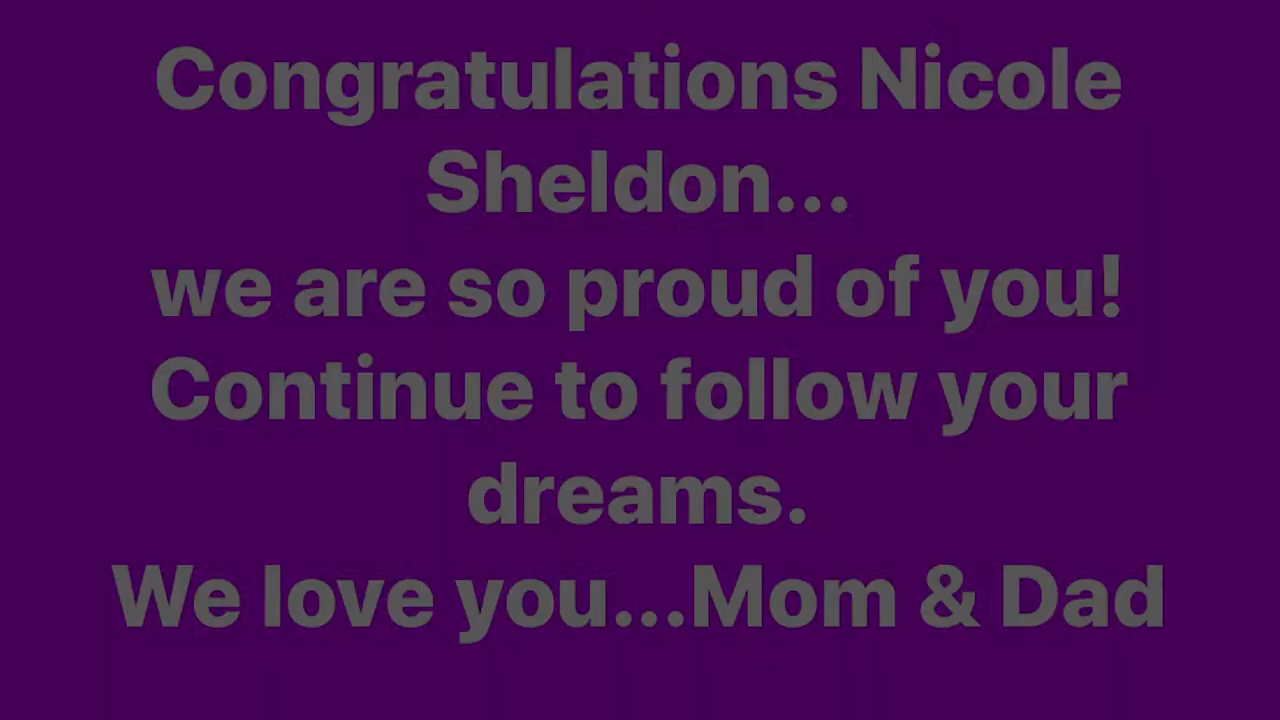 Congratulations Nicole
Sheldon...
we are so proud of you!
Continue to follow your
dreams.
We love you...Mom & Dad